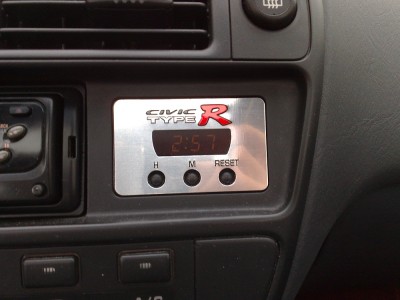 CIVIC
TYPE R
2:57
H M RESET